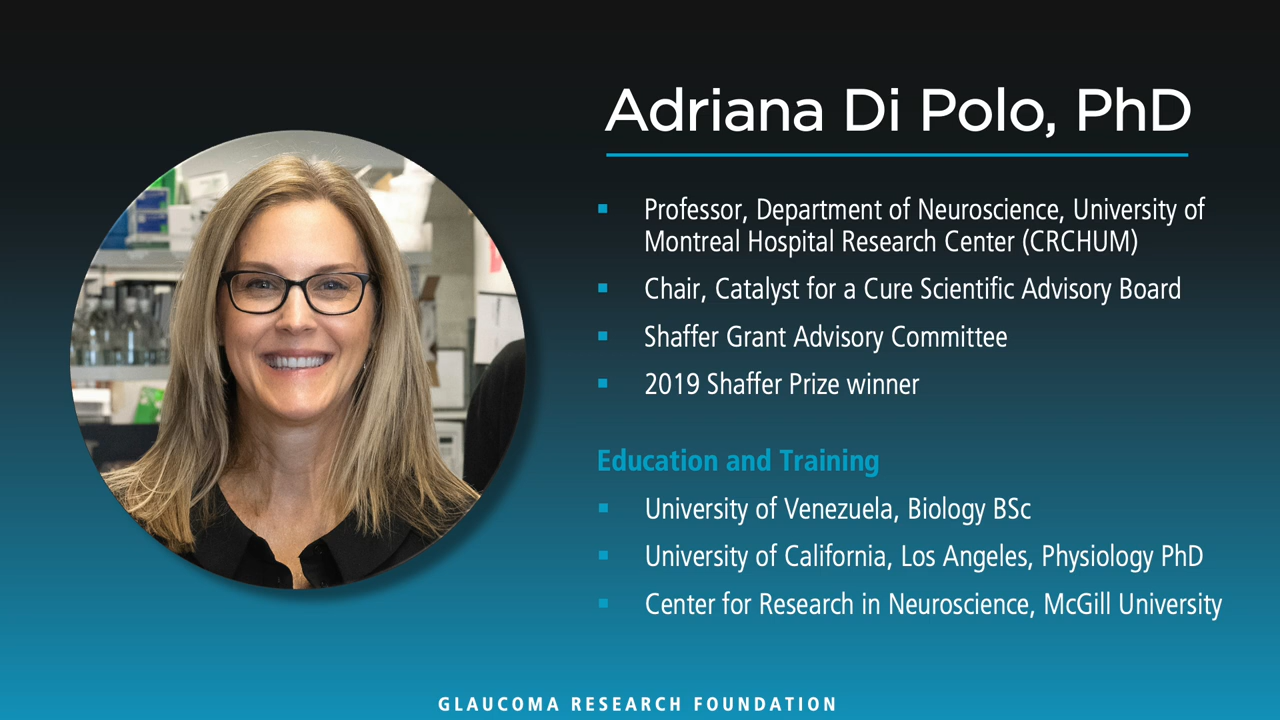 Adriana Di Polo, PhD
Professor, Department of Neuroscience, University of
Montreal Hospital Research Center (CRCHUM)
Chair, Catalyst for a Cure Scientific Advisory Board
Shaffer Grant Advisory Committee
2019 Shaffer Prize winner
Education and Training
University of Venezuela, Biology BSc
University of California, Los Angeles, Physiology PhD
Center for Research in Neuroscience, McGill University
GLAUCOMA RESEARCH FOUNDATION